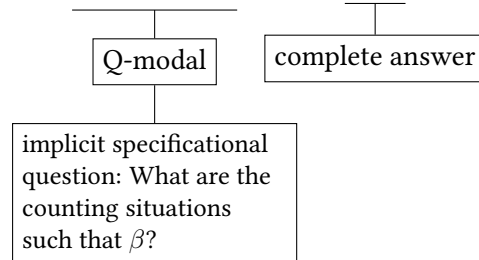 Q-modal
complete answer
implicit specificational
question: What are the
counting situations
such that β?